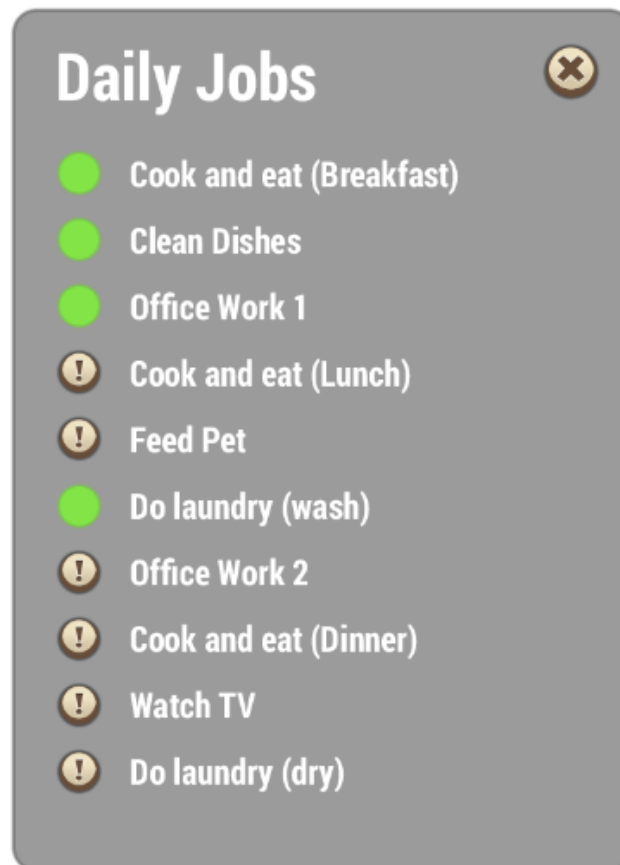 Daily Jobs
Cook and eat (Breakfast)
Clean Dishes
Office Work 1
! Cook and eat (Lunch)
! Feed Pet
Do laundry (wash)
! Office Work 2
! Cook and eat (Dinner)
! Watch TV
! Do laundry (dry)